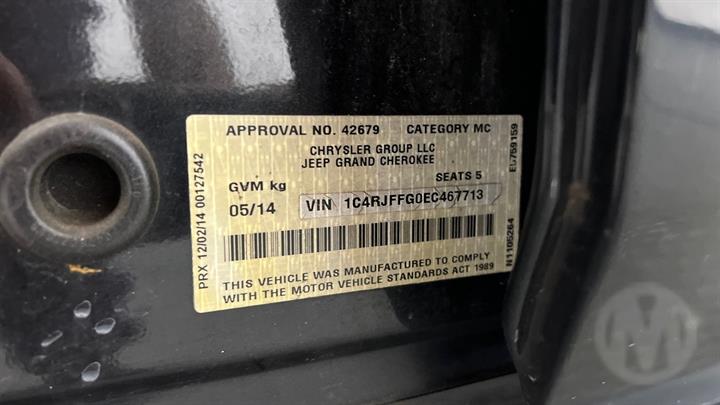 APPROVAL NO. 42679 CATEGORY MC
CHRYSLER GROUP LLC
JEEP GRAND CHEROKEE
SEATS 5
GVM kg
05/14 VIN 1C4RJFFG0EC467713
THIS VEHICLE WAS MANUFACTURED TO COMPLY
WITH THE MOTOR VEHICLE STANDARDS ACT 1989
PRX 12/02/14 00127542
N1105264
ED759159
M